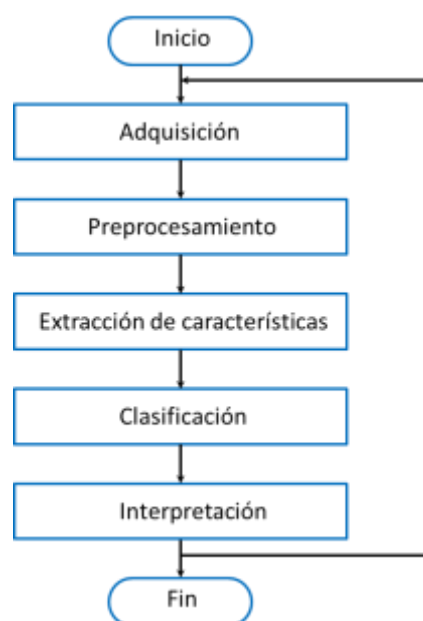 Inicio
Adquisición
Preprocesamiento
Extracción de características
Clasificación
Interpretación
Fin